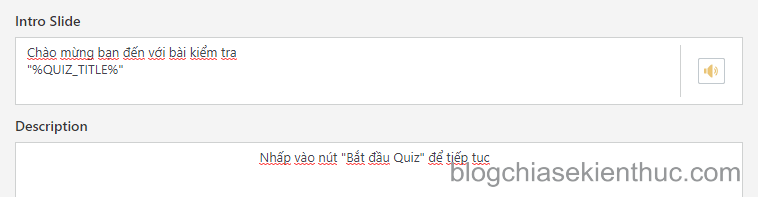 Intro Slide
Chào mừng bạn đến với bài kiểm tra
"%QUIZ_TITLE%"
Description
Nhấp vào nút "Bắt đầu Quiz" để tiếp tục
blogchiasekienthuc.com